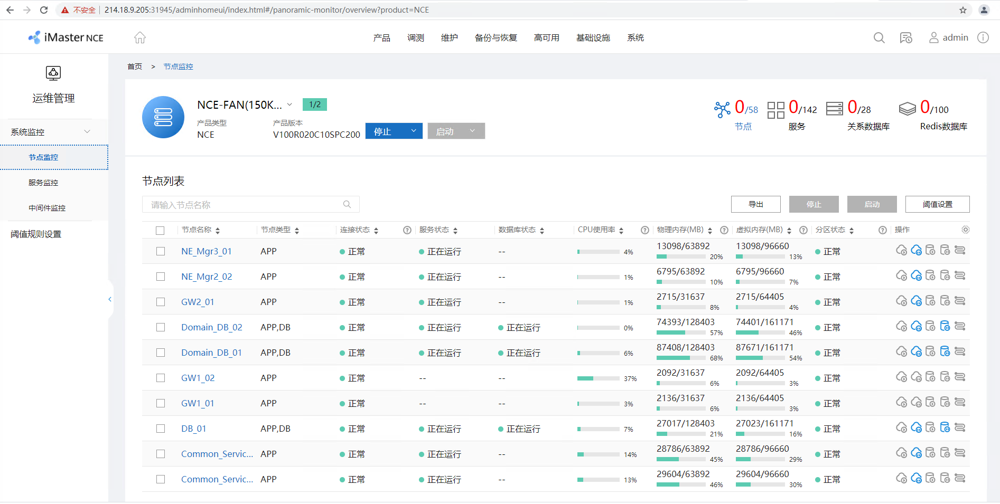 不安全 214.18.9.205:31945/adminhomeui/index.html#/panoramic-monitor/overview?product=NCE
iMaster NCE 产品 调测 维护 备份与恢复 高可用 基础设施 系统 admin
运维管理
系统监控
节点监控
服务监控
中间件监控
阈值规则设置
首页 > 节点监控
NCE-FAN(150K... 1/2
产品类型 产品版本
NCE V100R020C10SPC200 停止 启动
0/58 0/142 0/28 0/100
节点 服务 关系数据库 Redis数据库
节点列表
请输入节点名称 导出 停止 启动 阈值设置
节点名称 节点类型 连接状态 服务状态 数据库状态 CPU使用率 物理内存(MB) 虚拟内存(MB) 分区状态 操作
NE_Mgr3_01 APP 正常 正在运行 -- 4% 13098/63892 20% 13098/96660 13% 正常
NE_Mgr2_02 APP 正常 正在运行 -- 1% 6795/63892 10% 6795/96660 7% 正常
GW2_01 APP 正常 正在运行 -- 1% 2715/31637 8% 2715/64405 4% 正常
Domain_DB_02 APP,DB 正常 正在运行 正在运行 0% 74393/128403 57% 74401/161171 46% 正常
Domain_DB_01 APP,DB 正常 正在运行 正在运行 6% 87408/128403 68% 87671/161171 54% 正常
GW1_02 APP 正常 -- -- 37% 2092/31637 6% 2092/64405 3% 正常
GW1_01 APP 正常 -- -- 3% 2136/31637 6% 2136/64405 3% 正常
DB_01 APP,DB 正常 正在运行 正在运行 7% 27017/128403 21% 27023/161171 16% 正常
Common_Servic... APP 正常 正在运行 -- 14% 28786/63892 45% 28786/96660 29% 正常
Common_Servic... APP 正常 正在运行 -- 13% 29604/63892 46% 29604/96660 30% 正常